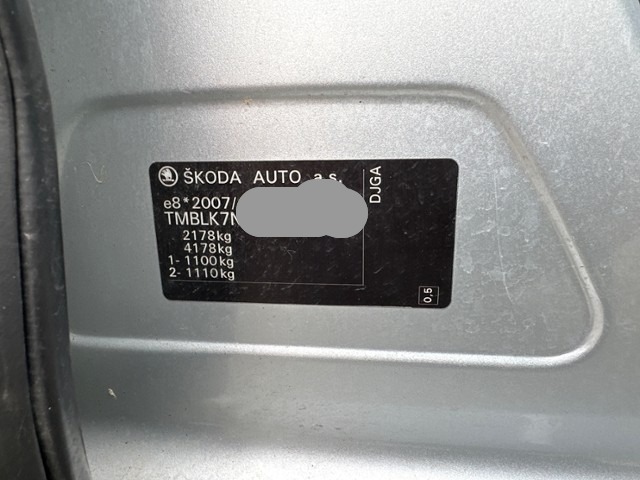 ŠKODA AUTO a.s.
e8*2007/
TMBLK7N
2178kg
4178kg
1- 1100kg
2- 1110kg
DJGA
0,5